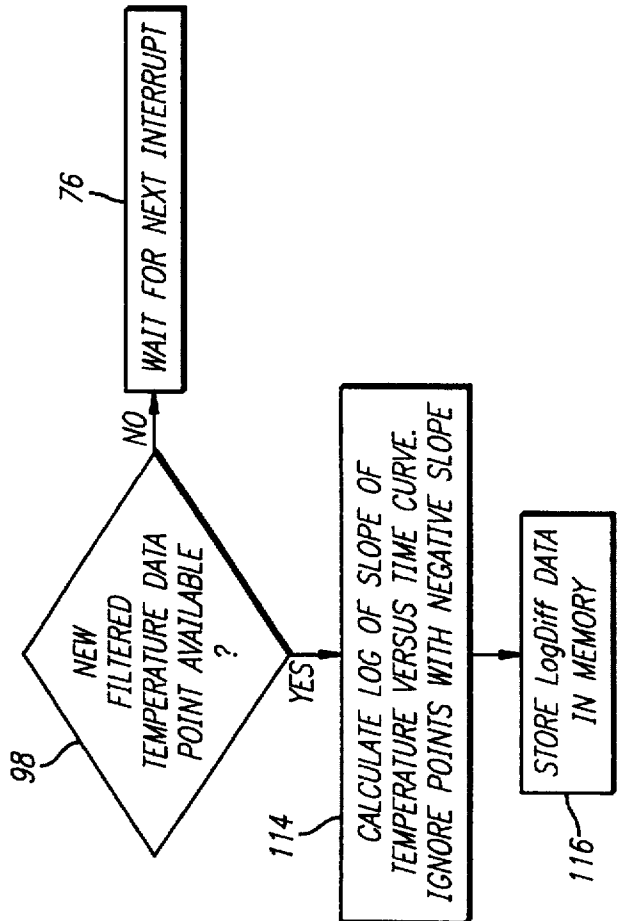 98
NEW
FILTERED
TEMPERATURE DATA
POINT AVAILABLE
?
NO
76
WAIT FOR NEXT INTERRUPT
YES
114
CALCULATE LOG OF SLOPE OF
TEMPERATURE VERSUS TIME CURVE.
IGNORE POINTS WITH NEGATIVE SLOPE
STORE LogDiff DATA
IN MEMORY
116